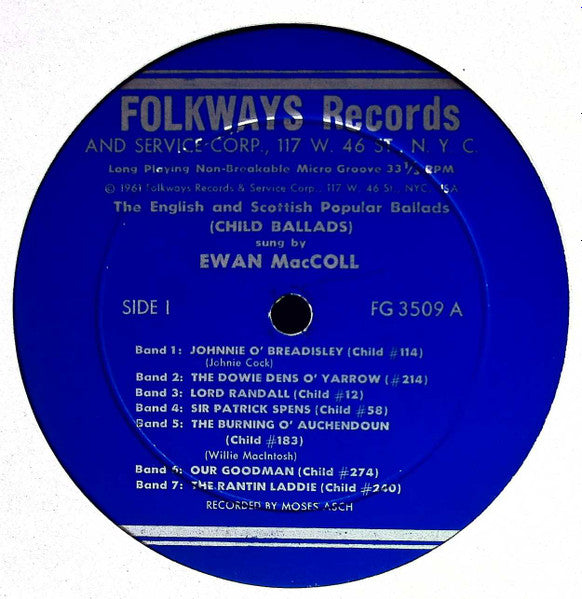 FOLKWAYS Records
AND SERVICE CORP., 117 W. 46 ST., N. Y. C.
Long Playing Non-Breakable Micro Groove 33 1/3 RPM
© 1961 Folkways Records & Service Corp., 117 W. 46 St., NYC, USA
The English and Scottish Popular Ballads
(CHILD BALLADS)
sung by
EWAN MacCOLL
SIDE I FG 3509 A
Band 1: JOHNNIE O' BREADISLEY (Child #114)
(Johnie Cock)
Band 2: THE DOWIE DENS O' YARROW (#214)
Band 3: LORD RANDALL (Child #12)
Band 4: SIR PATRICK SPENS (Child #58)
Band 5: THE BURNING O' AUCHENDOUN
(Child #183)
(Willie MacIntosh)
Band 6: OUR GOODMAN (Child #274)
Band 7: THE RANTIN LADDIE (Child #240)
RECORDED BY MOSES ASCH